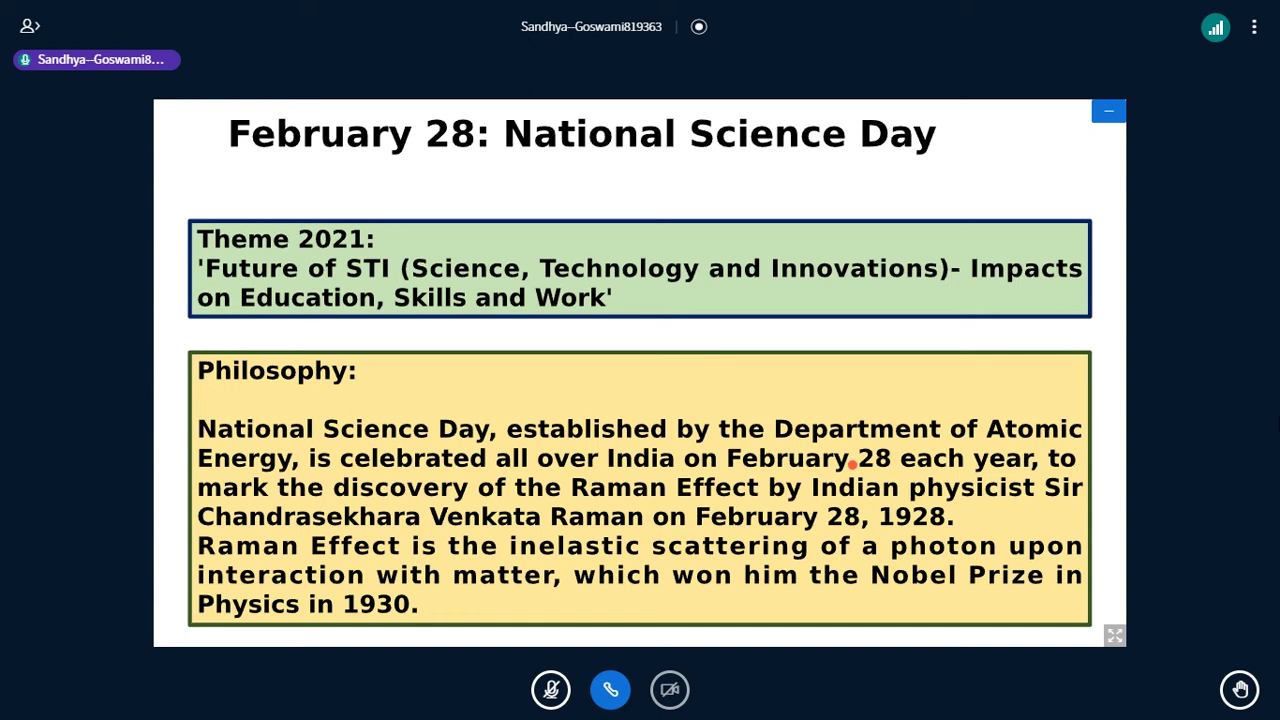 Sandhya--Goswami819363
Sandhya--Goswami8...
February 28: National Science Day
Theme 2021:
'Future of STI (Science, Technology and Innovations)- Impacts
on Education, Skills and Work'
Philosophy:
National Science Day, established by the Department of Atomic
Energy, is celebrated all over India on February 28 each year, to
mark the discovery of the Raman Effect by Indian physicist Sir
Chandrasekhara Venkata Raman on February 28, 1928.
Raman Effect is the inelastic scattering of a photon upon
interaction with matter, which won him the Nobel Prize in
Physics in 1930.